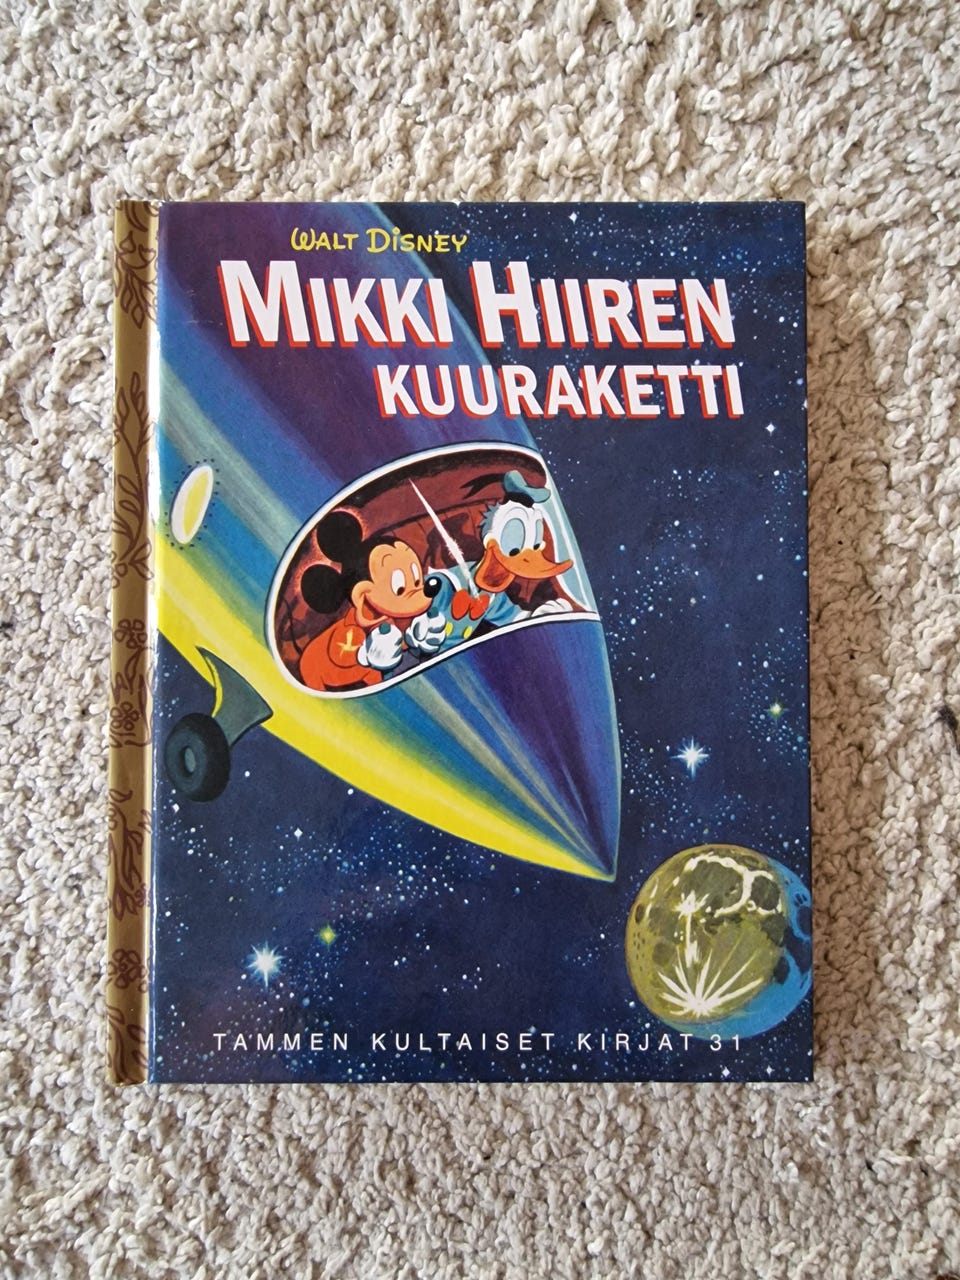 WALT DISNEY
MIKKI HIIREN
KUURAKETTI
TAMMEN KULTAISET KIRJAT 31